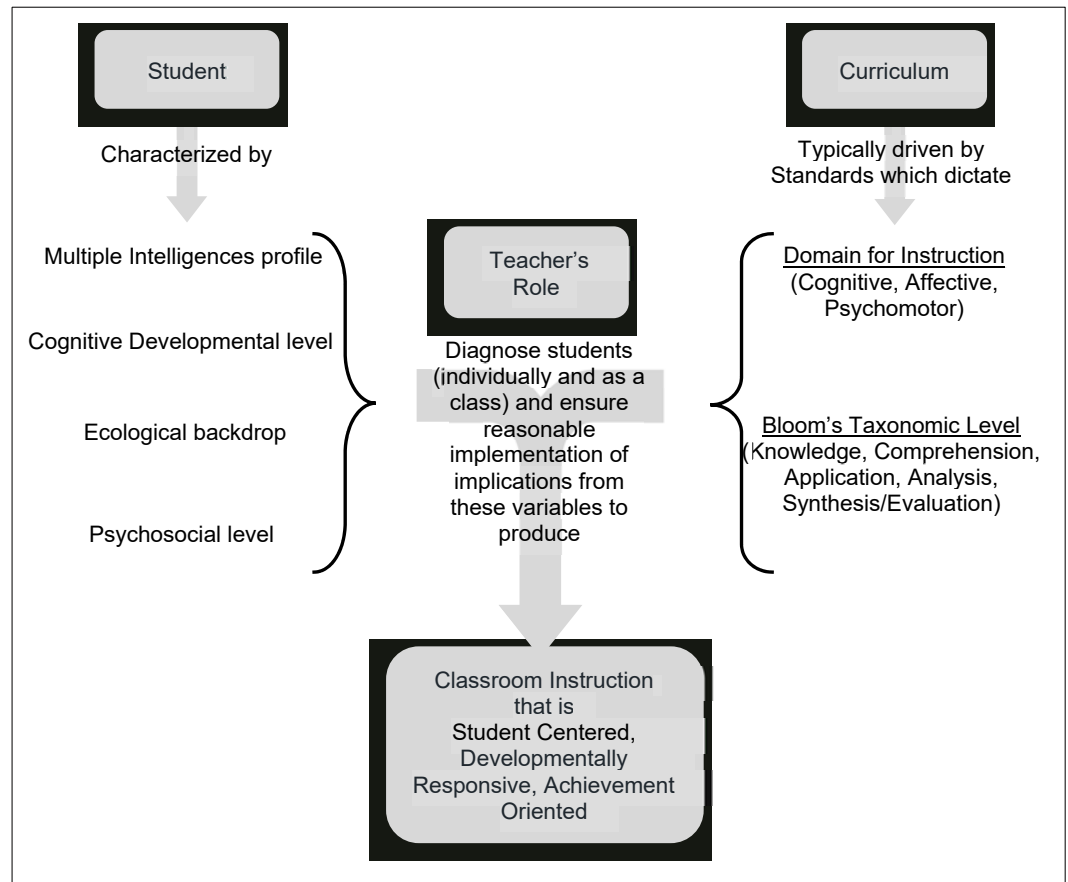 Student
Characterized by
Multiple Intelligences profile
Cognitive Developmental level
Ecological backdrop
Psychosocial level
Teacher’s
Role
Diagnose students
(individually and as a
class) and ensure
reasonable
implementation of
implications from
these variables to
produce
Curriculum
Typically driven by
Standards which dictate
Domain for Instruction
(Cognitive, Affective,
Psychomotor)
Bloom’s Taxonomic Level
(Knowledge, Comprehension,
Application, Analysis,
Synthesis/Evaluation)
Classroom Instruction
that is
Student Centered,
Developmentally
Responsive, Achievement
Oriented